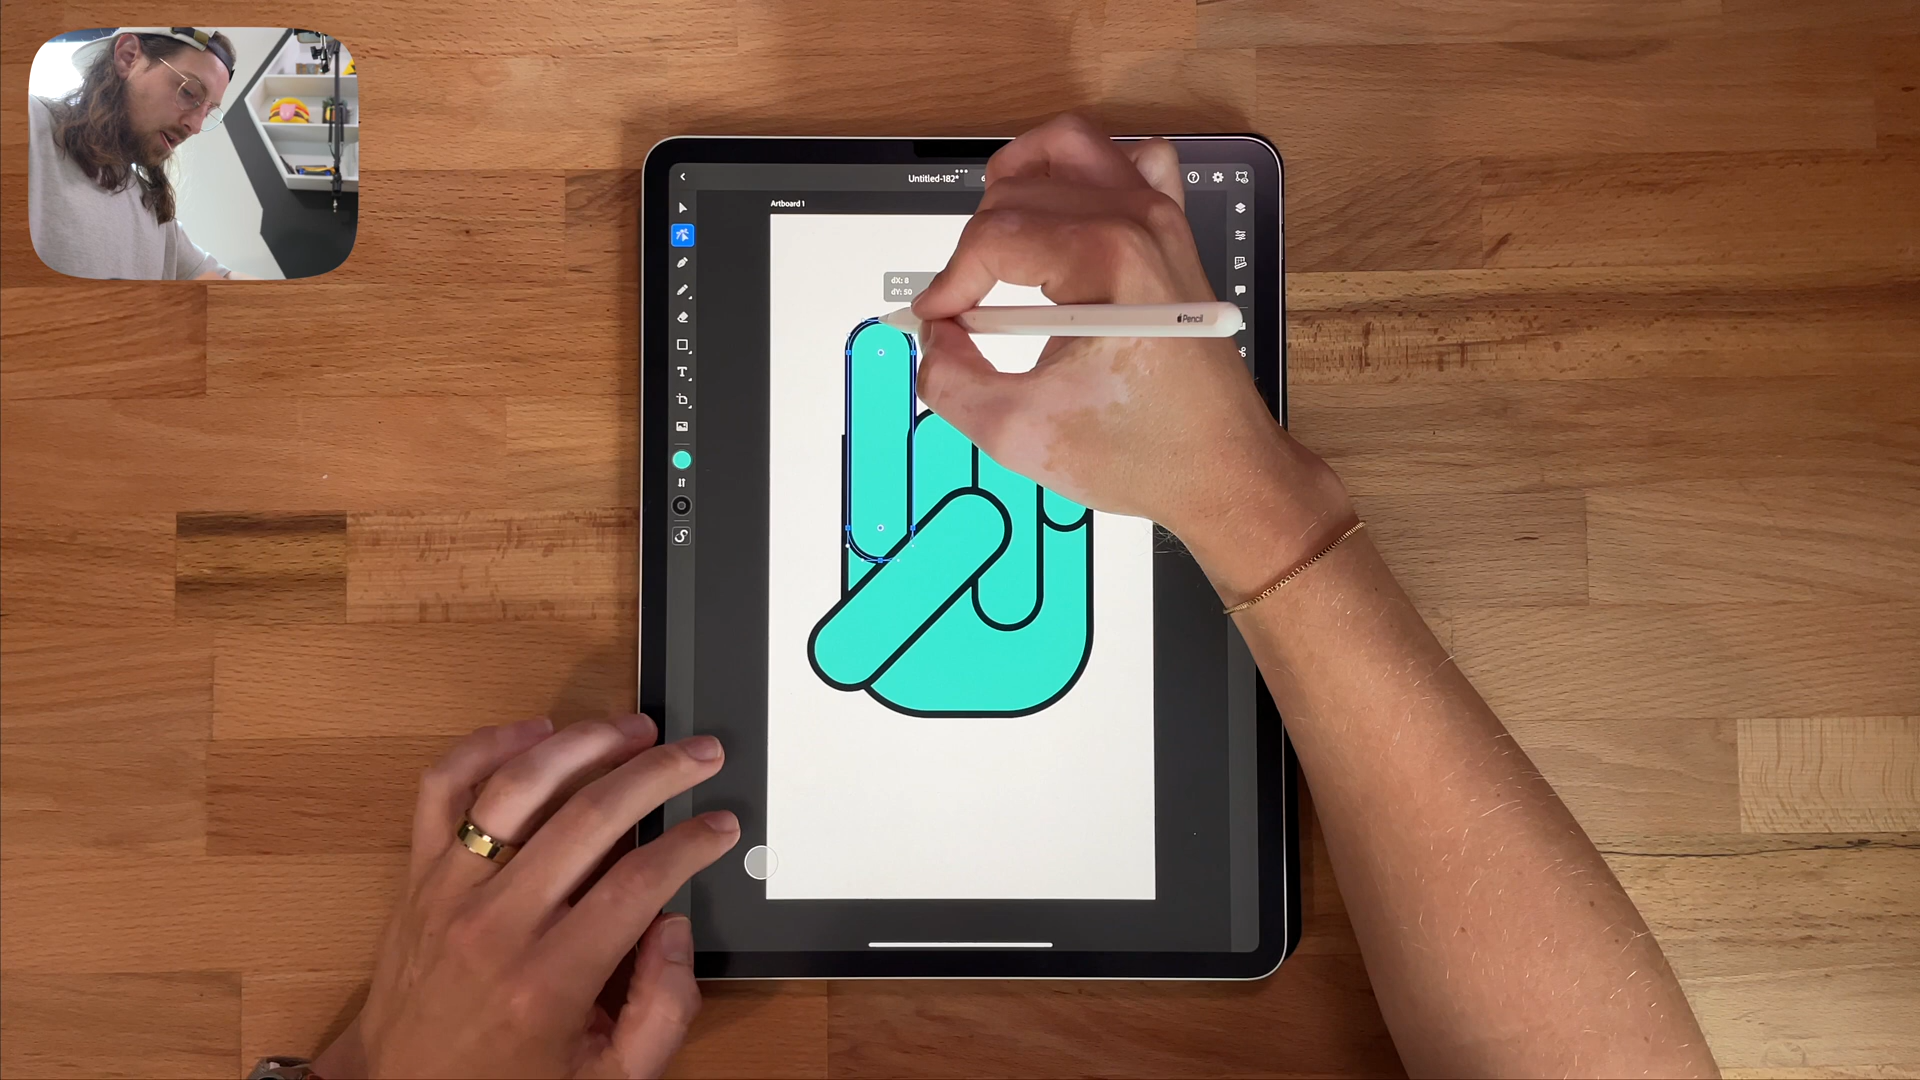 Untitled-182*
Artboard 1
dX: 8
dY: 50
T
Pencil